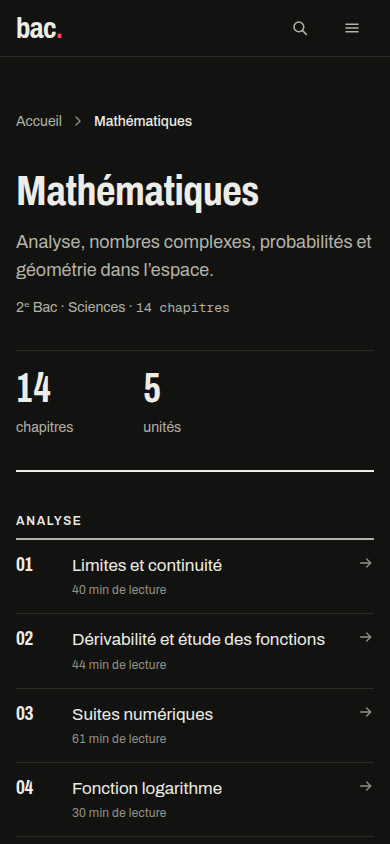 bac.
Accueil > Mathématiques
Mathématiques
Analyse, nombres complexes, probabilités et
géométrie dans l’espace.
2ᵉ Bac · Sciences · 14 chapitres
14 5
chapitres unités
ANALYSE
01 Limites et continuité →
40 min de lecture
02 Dérivabilité et étude des fonctions →
44 min de lecture
03 Suites numériques →
61 min de lecture
04 Fonction logarithme →
30 min de lecture